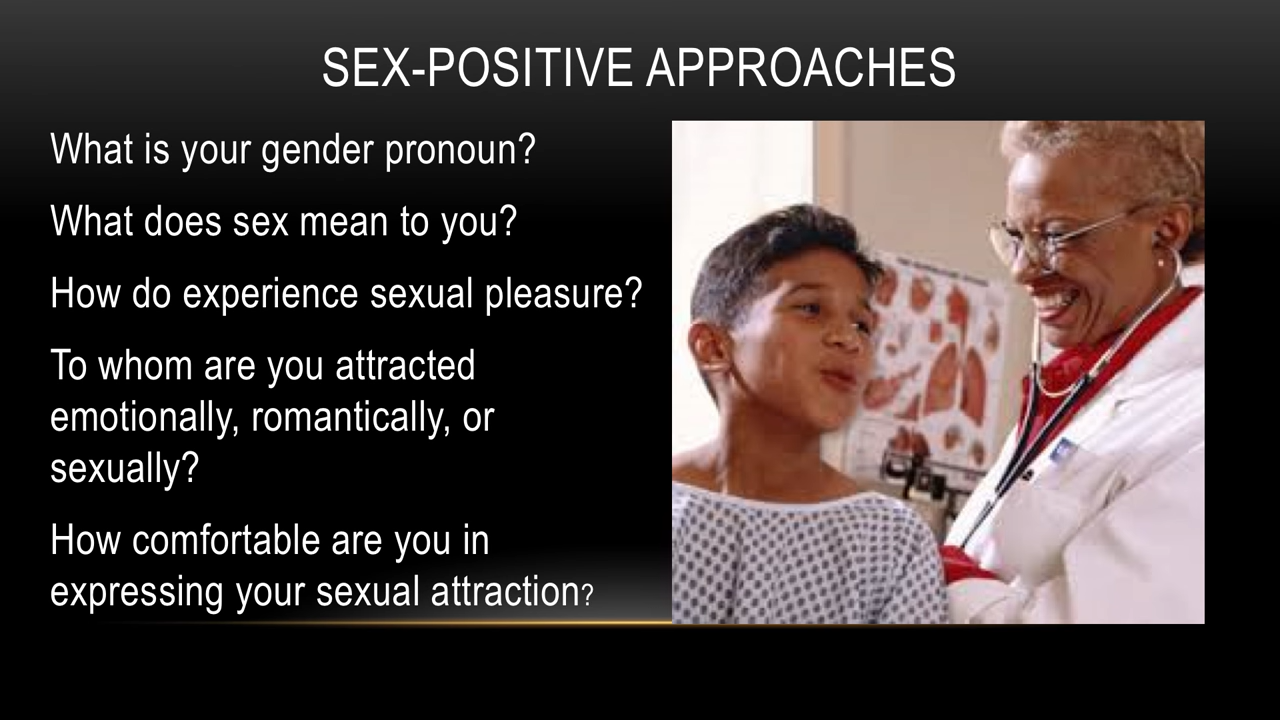 SEX-POSITIVE APPROACHES
What is your gender pronoun?
What does sex mean to you?
How do experience sexual pleasure?
To whom are you attracted
emotionally, romantically, or
sexually?
How comfortable are you in
expressing your sexual attraction?